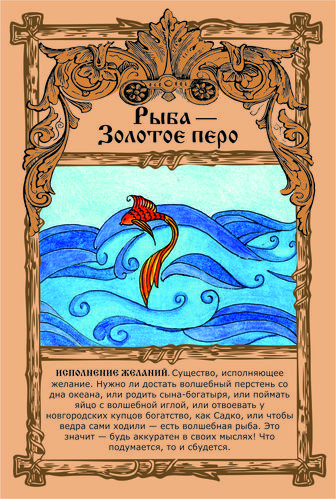 Рыба —
Золотое перо
ИСПОЛНЕНИЕ ЖЕЛАНИЙ. Существо, исполняющее
желание. Нужно ли достать волшебный перстень со
дна океана, или родить сына-богатыря, или поймать
яйцо с волшебной иглой, или отвоевать у
новгородских купцов богатство, как Садко, или чтобы
ведра сами ходили — есть волшебная рыба. Это
значит — будь аккуратен в своих мыслях! Что
подумается, то и сбудется.